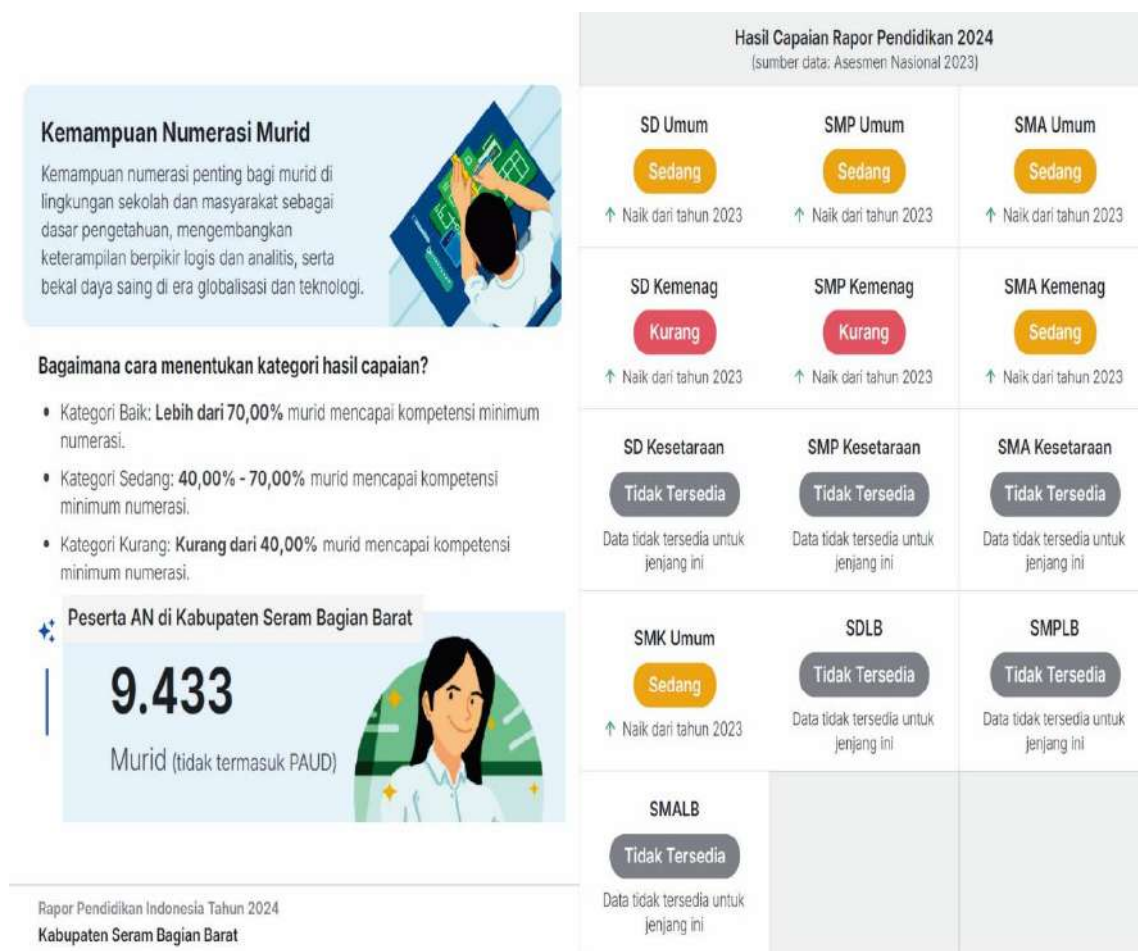 Kemampuan Numerasi Murid
Kemampuan numerasi penting bagi murid di
lingkungan sekolah dan masyarakat sebagai
dasar pengetahuan, mengembangkan
keterampilan berpikir logis dan analitis, serta
bekal daya saing di era globalisasi dan teknologi.
Bagaimana cara menentukan kategori hasil capaian?
• Kategori Baik: Lebih dari 70,00% murid mencapai kompetensi minimum
numerasi.
• Kategori Sedang: 40,00% - 70,00% murid mencapai kompetensi
minimum numerasi.
• Kategori Kurang: Kurang dari 40,00% murid mencapai kompetensi
minimum numerasi.
Peserta AN di Kabupaten Seram Bagian Barat
9.433
Murid (tidak termasuk PAUD)
Rapor Pendidikan Indonesia Tahun 2024
Kabupaten Seram Bagian Barat
Hasil Capaian Rapor Pendidikan 2024
(sumber data: Asesmen Nasional 2023)
SD Umum
Sedang
↑ Naik dari tahun 2023
SMP Umum
Sedang
↑ Naik dari tahun 2023
SMA Umum
Sedang
↑ Naik dari tahun 2023
SD Kemenag
Kurang
↑ Naik dari tahun 2023
SMP Kemenag
Kurang
↑ Naik dari tahun 2023
SMA Kemenag
Sedang
↑ Naik dari tahun 2023
SD Kesetaraan
Tidak Tersedia
Data tidak tersedia untuk
jenjang ini
SMP Kesetaraan
Tidak Tersedia
Data tidak tersedia untuk
jenjang ini
SMA Kesetaraan
Tidak Tersedia
Data tidak tersedia untuk
jenjang ini
SMK Umum
Sedang
↑ Naik dari tahun 2023
SDLB
Tidak Tersedia
Data tidak tersedia untuk
jenjang ini
SMPLB
Tidak Tersedia
Data tidak tersedia untuk
jenjang ini
SMALB
Tidak Tersedia
Data tidak tersedia untuk
jenjang ini